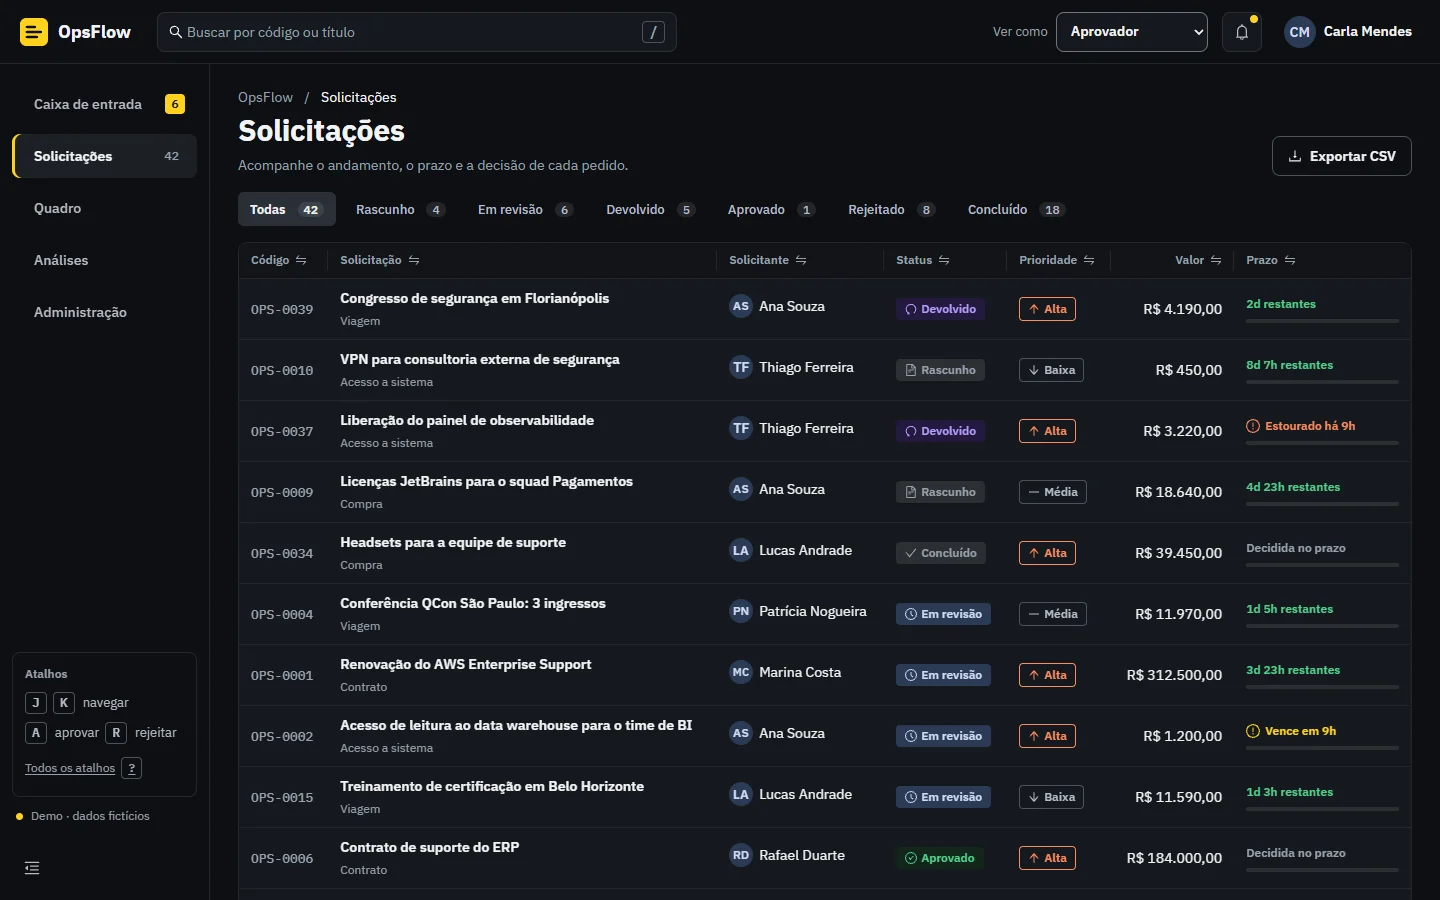 OpsFlow
Buscar por código ou título
/
Ver como
Aprovador
CM
Carla Mendes
Caixa de entrada 6
Solicitações 42
Quadro
Análises
Administração
Atalhos
J K navegar
A aprovar R rejeitar
Todos os atalhos ?
Demo · dados fictícios
OpsFlow / Solicitações
Solicitações
Acompanhe o andamento, o prazo e a decisão de cada pedido.
Exportar CSV
Todas 42 Rascunho 4 Em revisão 6 Devolvido 5 Aprovado 1 Rejeitado 8 Concluído 18
Código Solicitação Solicitante Status Prioridade Valor Prazo
OPS-0039 Congresso de segurança em Florianópolis AS Ana Souza Devolvido Alta R$ 4.190,00 2d restantes
Viagem
OPS-0010 VPN para consultoria externa de segurança TF Thiago Ferreira Rascunho Baixa R$ 450,00 8d 7h restantes
Acesso a sistema
OPS-0037 Liberação do painel de observabilidade TF Thiago Ferreira Devolvido Alta R$ 3.220,00 Estourado há 9h
Acesso a sistema
OPS-0009 Licenças JetBrains para o squad Pagamentos AS Ana Souza Rascunho Média R$ 18.640,00 4d 23h restantes
Compra
OPS-0034 Headsets para a equipe de suporte LA Lucas Andrade Concluído Alta R$ 39.450,00 Decidida no prazo
Compra
OPS-0004 Conferência QCon São Paulo: 3 ingressos PN Patrícia Nogueira Em revisão Média R$ 11.970,00 1d 5h restantes
Viagem
OPS-0001 Renovação do AWS Enterprise Support MC Marina Costa Em revisão Alta R$ 312.500,00 3d 23h restantes
Contrato
OPS-0002 Acesso de leitura ao data warehouse para o time de BI AS Ana Souza Em revisão Alta R$ 1.200,00 Vence em 9h
Acesso a sistema
OPS-0015 Treinamento de certificação em Belo Horizonte LA Lucas Andrade Em revisão Baixa R$ 11.590,00 1d 3h restantes
Viagem
OPS-0006 Contrato de suporte do ERP RD Rafael Duarte Aprovado Alta R$ 184.000,00 Decidida no prazo
Contrato